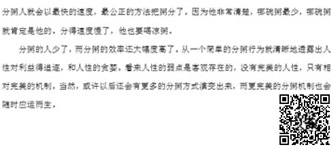 分粥人就会以最快的速度，最公正的方法把粥分了。因为他非常清楚，哪碗粥最少，哪碗粥
就肯定是他的。分得速度慢了，他也要喝凉粥。
分粥的人少了，而分粥的效率还大幅度高了。从一个简单的分粥行为就清晰地透露出人
性对利益得追逐，和人性的贪婪。看来人性的弱点是客观存在的，没有完美的人性，只有相
对完美的机制，当然，或许以后还会有更多的分粥方式演变出来，而更完美的分粥机制也会
随时应运而生。